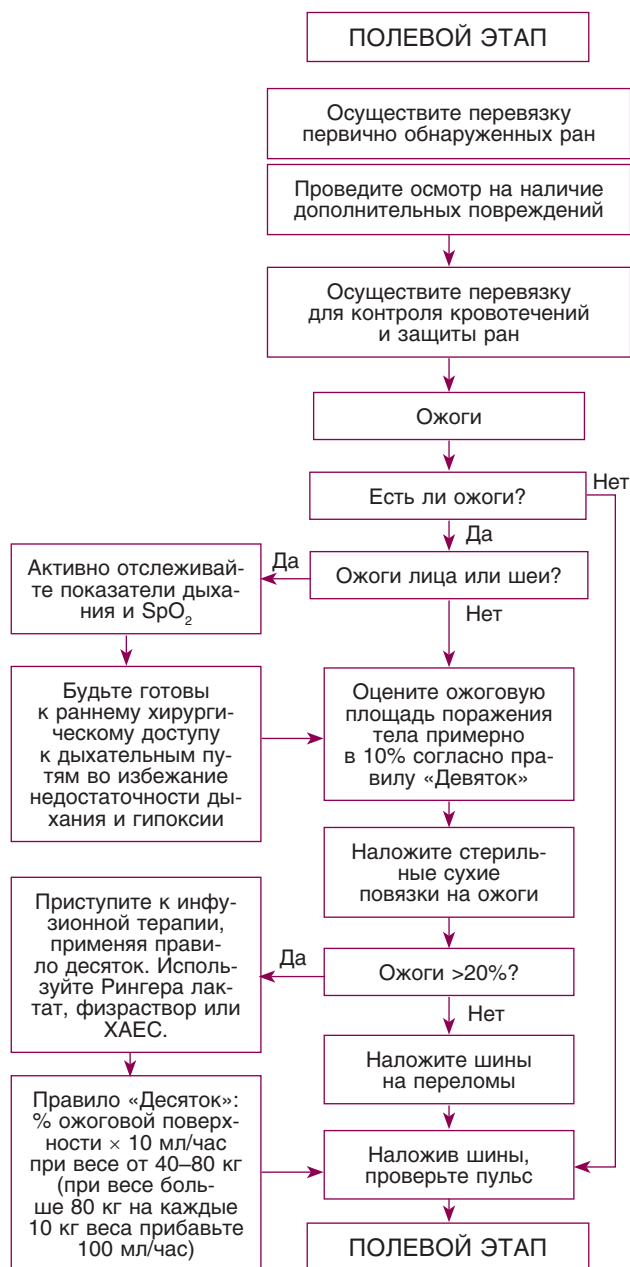 ПОЛЕВОЙ ЭТАП
Осуществите перевязку
первично обнаруженных ран
Проведите осмотр на наличие
дополнительных повреждений
Осуществите перевязку
для контроля кровотечений
и защиты ран
Ожоги
Есть ли ожоги?
Нет
Да
Ожоги лица или шеи?
Да
Активно отслеживай-
те показатели дыха-
ния и SpO₂
Нет
Будьте готовы
к раннему хирурги-
ческому доступу
к дыхательным пу-
тям во избежание
недостаточности ды-
хания и гипоксии
Оцените ожоговую
площадь поражения
тела примерно
в 10% согласно пра-
вилу «Девяток»
Наложите стериль-
ные сухие
повязки на ожоги
Ожоги >20%?
Да
Приступите к инфу-
зионной терапии,
применяя прави-
ло десяток. Исполь-
зуйте Рингера лак-
тат, физраствор или
ХАЕС.
Нет
Наложите шины
на переломы
Правило «Десяток»:
% ожоговой поверх-
ности × 10 мл/час
при весе от 40–80 кг
(при весе боль-
ше 80 кг на каждые
10 кг веса прибавьте
100 мл/час)
Наложив шины,
проверьте пульс
ПОЛЕВОЙ ЭТАП